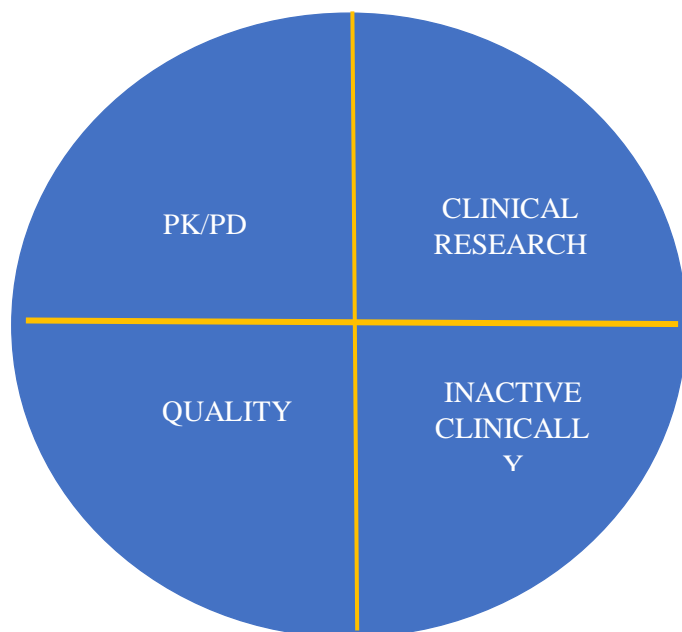 PK/PD
CLINICAL
RESEARCH
QUALITY
INACTIVE
CLINICALL
Y